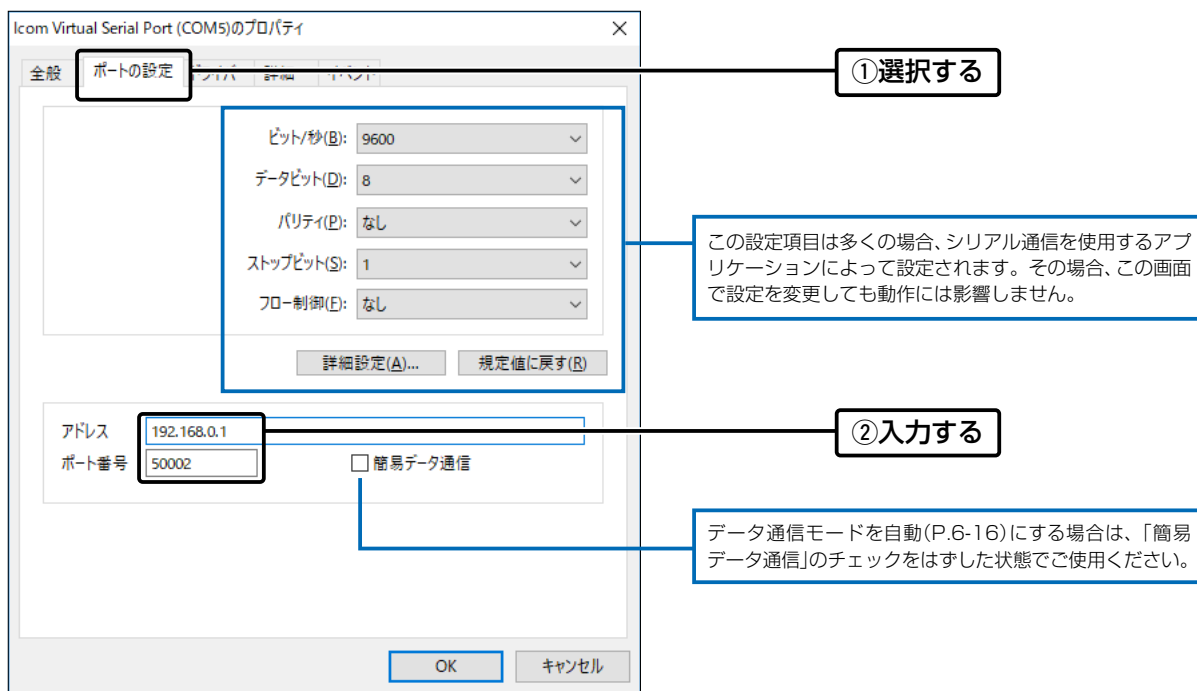 Icom Virtual Serial Port (COM5)のプロパティ
全般 ポートの設定 ドライバー 詳細 イベント
①選択する
ビット/秒(B): 9600
データビット(D): 8
パリティ(P): なし
ストップビット(S): 1
フロー制御(F): なし
詳細設定(A)... 規定値に戻す(R)
この設定項目は多くの場合、シリアル通信を使用するアプ
リケーションによって設定されます。その場合、この画面
で設定を変更しても動作には影響しません。
アドレス 192.168.0.1
ポート番号 50002 簡易データ通信
②入力する
データ通信モードを自動(P.6-16)にする場合は、「簡易
データ通信」のチェックをはずした状態でご使用ください。
OK キャンセル